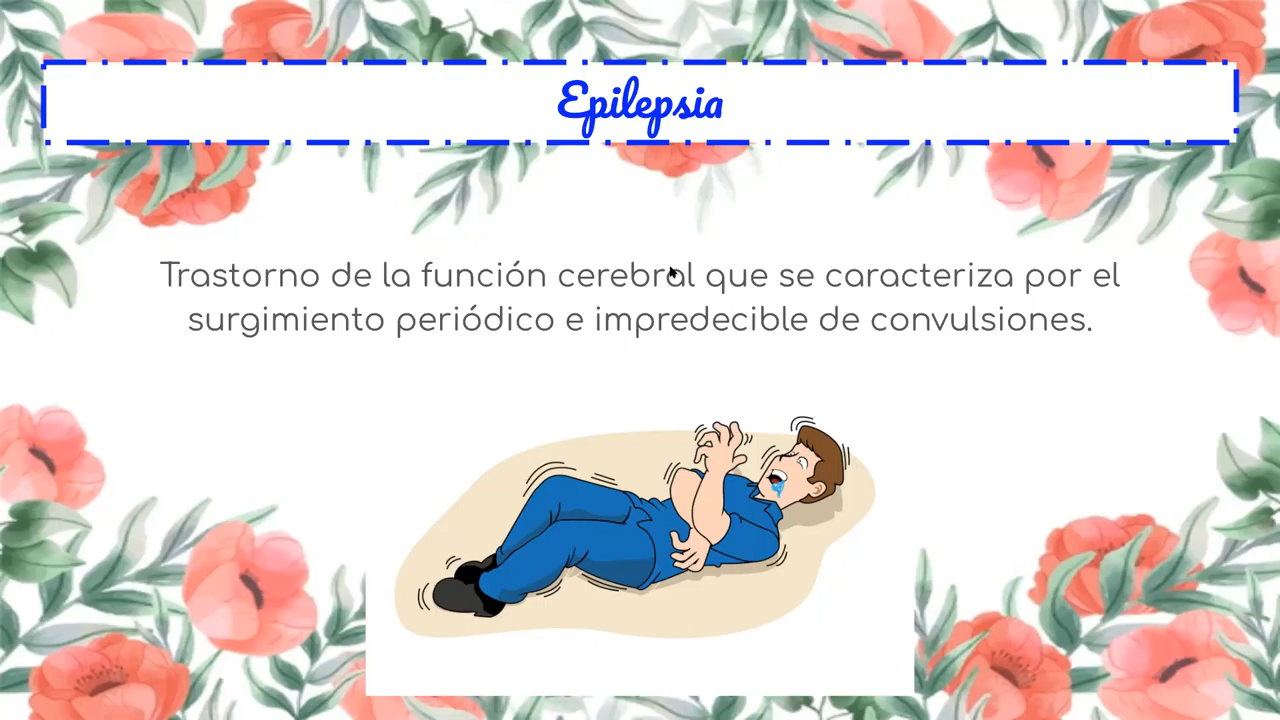 Epilepsia
Trastorno de la función cerebral que se caracteriza por el
surgimiento periódico e impredecible de convulsiones.